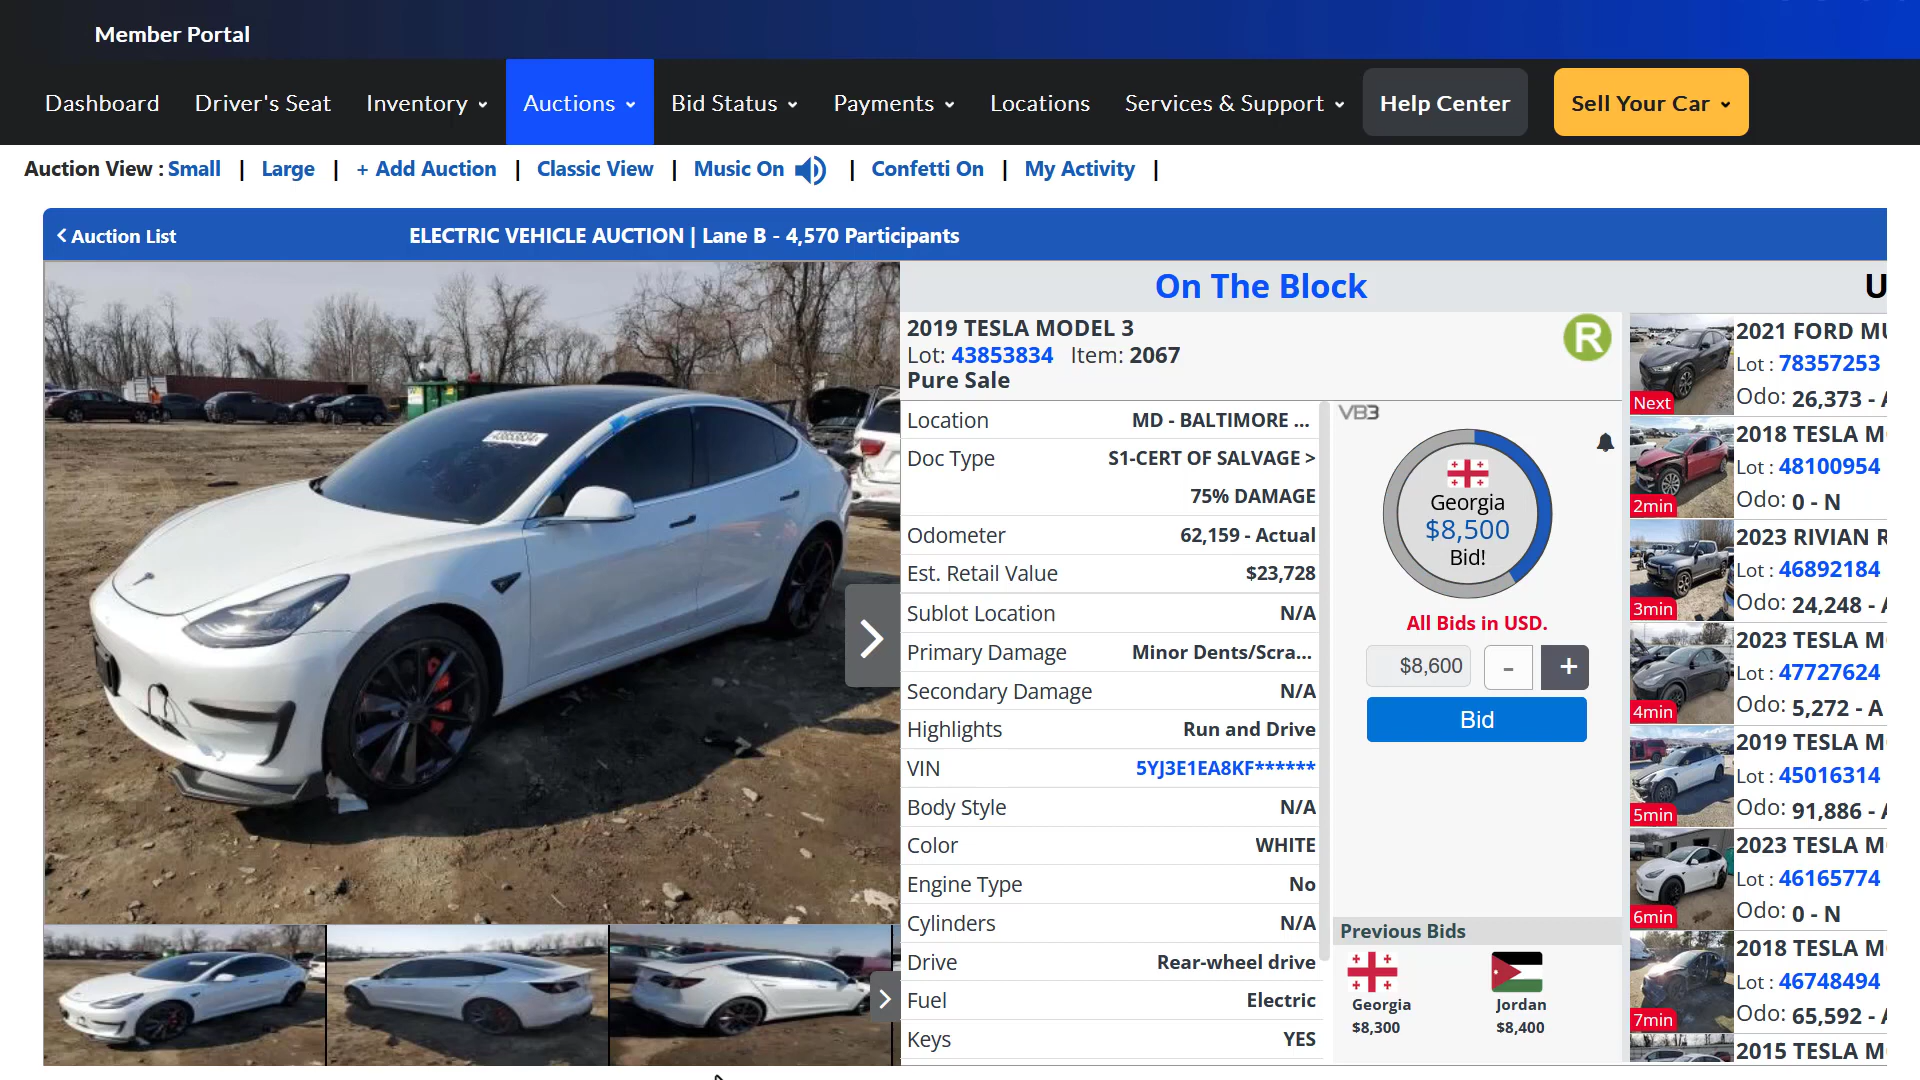 Member Portal
Dashboard Driver's Seat Inventory Auctions Bid Status Payments Locations Services & Support Help Center Sell Your Car
Auction View : Small | Large | + Add Auction | Classic View | Music On | Confetti On | My Activity |
Auction List
ELECTRIC VEHICLE AUCTION | Lane B - 4,570 Participants
On The Block
2019 TESLA MODEL 3
Lot: 43853834 Item: 2067
Pure Sale
R
Location MD - BALTIMORE ...
Doc Type S1-CERT OF SALVAGE >
75% DAMAGE
Odometer 62,159 - Actual
Est. Retail Value $23,728
Sublot Location N/A
Primary Damage Minor Dents/Scra...
Secondary Damage N/A
Highlights Run and Drive
VIN 5YJ3E1EA8KF******
Body Style N/A
Color WHITE
Engine Type No
Cylinders N/A
Drive Rear-wheel drive
Fuel Electric
Keys YES
43853834
VB3
Georgia
$8,500
Bid!
All Bids in USD.
$8,600 - +
Bid
Previous Bids
Georgia
$8,300
Jordan
$8,400
U
2021 FORD MU
Lot : 78357253
Odo: 26,373 - A
Next
2018 TESLA M
Lot : 48100954
Odo: 0 - N
2min
2023 RIVIAN R
Lot : 46892184
Odo: 24,248 - A
3min
2023 TESLA M
Lot : 47727624
Odo: 5,272 - A
4min
2019 TESLA M
Lot : 45016314
Odo: 91,886 - A
5min
2023 TESLA M
Lot : 46165774
Odo: 0 - N
6min
2018 TESLA M
Lot : 46748494
Odo: 65,592 - A
7min
2015 TESLA M